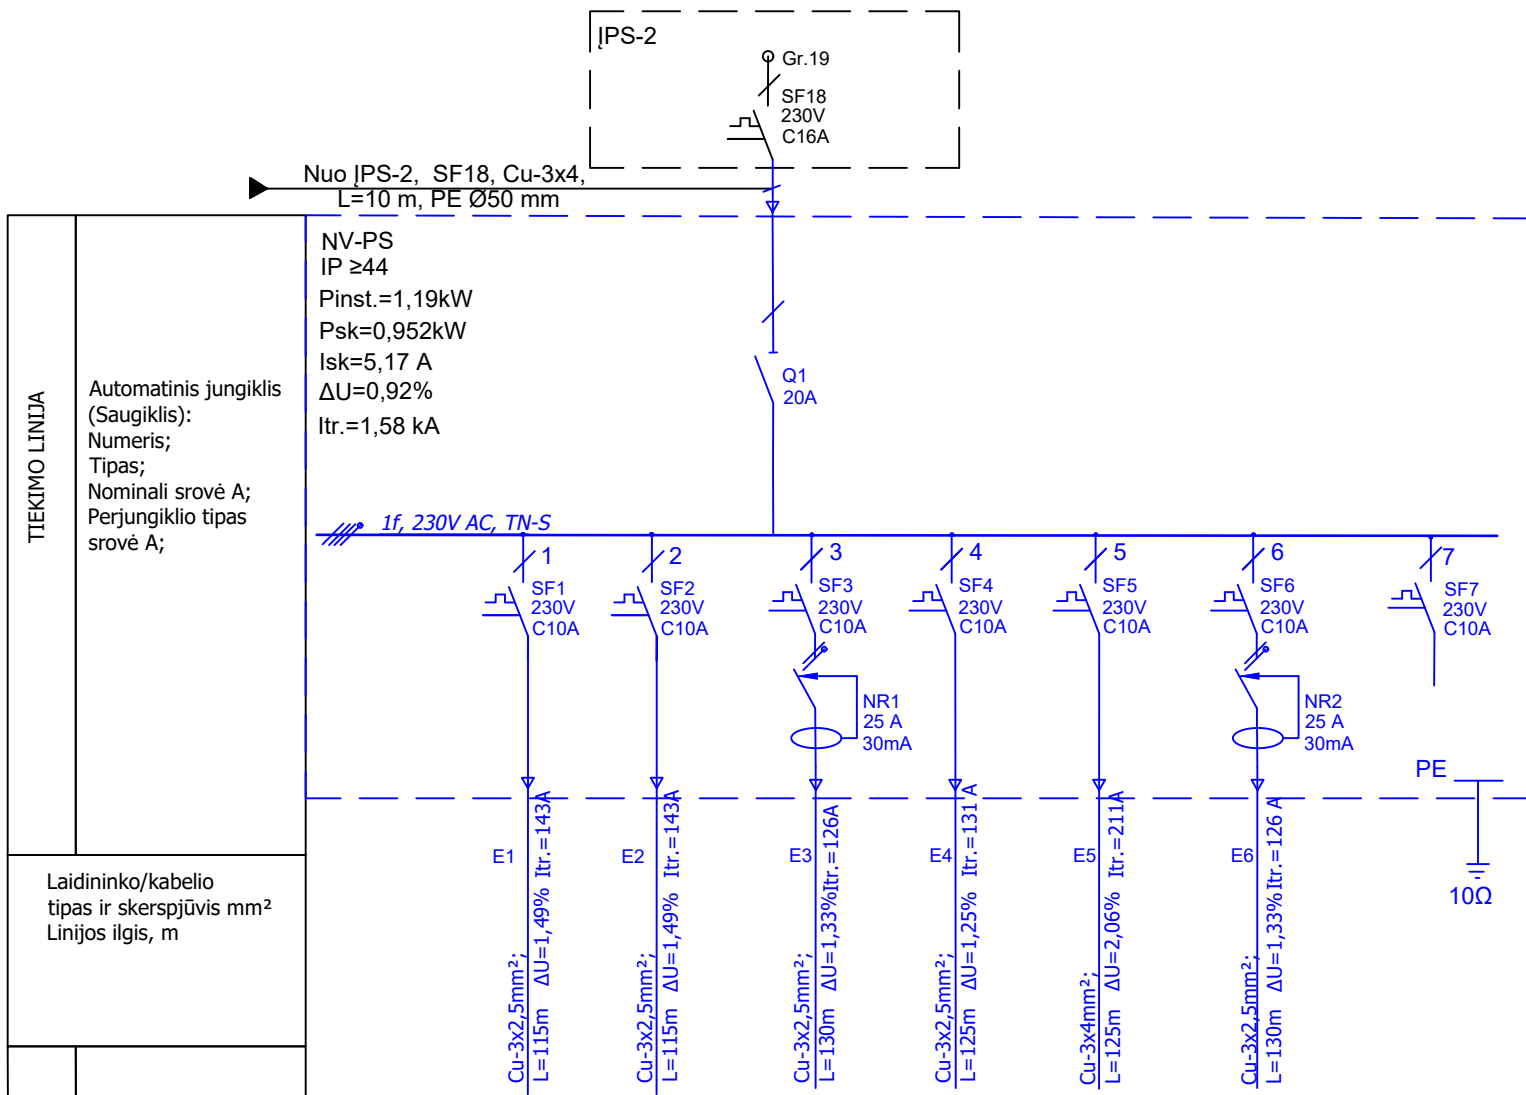 ĮPS-2
Gr.19
SF18
230V
C16A
Nuo ĮPS-2, SF18, Cu-3x4,
L=10 m, PE Ø50 mm
TIEKIMO LINIJA
Automatinis jungiklis
(Saugiklis):
Numeris;
Tipas;
Nominali srovė A;
Perjungiklio tipas
srovė A;
NV-PS
IP ≥44
Pinst.=1,19kW
Psk=0,952kW
Isk=5,17 A
ΔU=0,92%
Itr.=1,58 kA
Q1
20A
1f, 230V AC, TN-S
1
SF1
230V
C10A
2
SF2
230V
C10A
3
SF3
230V
C10A
NR1
25 A
30mA
4
SF4
230V
C10A
5
SF5
230V
C10A
6
SF6
230V
C10A
NR2
25 A
30mA
7
SF7
230V
C10A
PE
10Ω
Laidininko/kabelio
tipas ir skerspjūvis mm²
Linijos ilgis, m
E1
Cu-3x2,5mm²;
L=115m ΔU=1,49% Itr.=143A
E2
Cu-3x2,5mm²;
L=115m ΔU=1,49% Itr.=143A
E3
Cu-3x2,5mm²;
L=130m ΔU=1,33%Itr.=126A
E4
Cu-3x2,5mm²;
L=125m ΔU=1,25% Itr.=131 A
E5
Cu-3x4mm²;
L=125m ΔU=2,06% Itr.=211A
E6
Cu-3x2,5mm²;
L=130m ΔU=1,33%Itr.=126 A